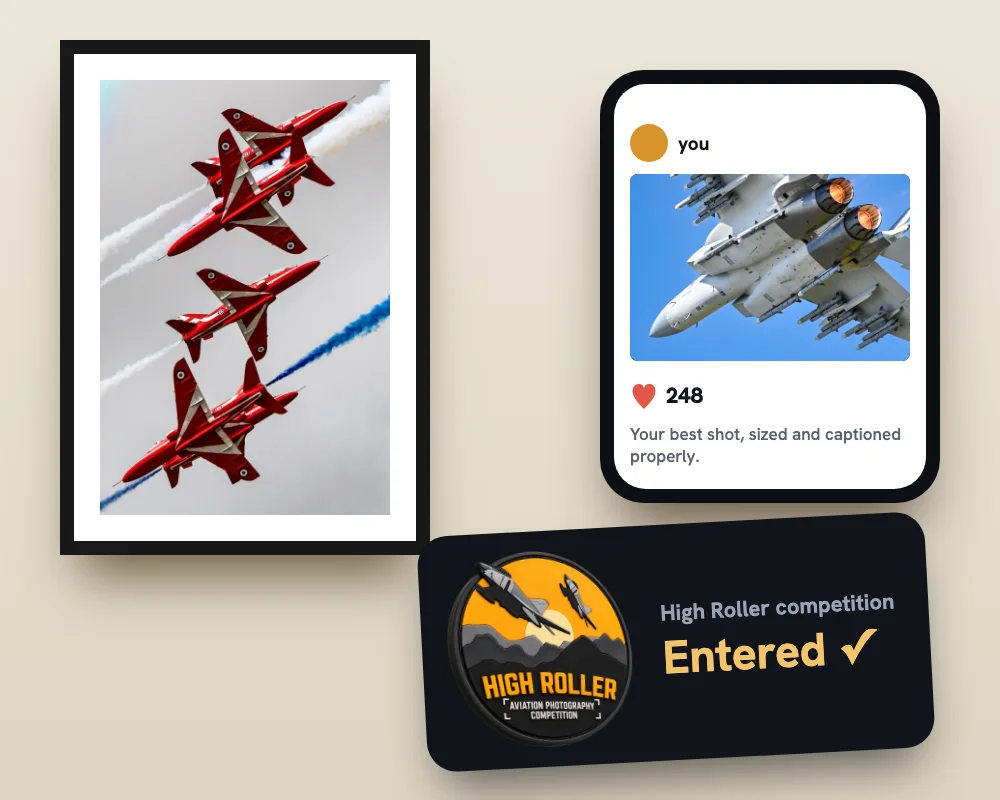 you
248
Your best shot, sized and captioned
properly.
HIGH ROLLER
AVIATION PHOTOGRAPHY
COMPETITION
High Roller competition
Entered ✓